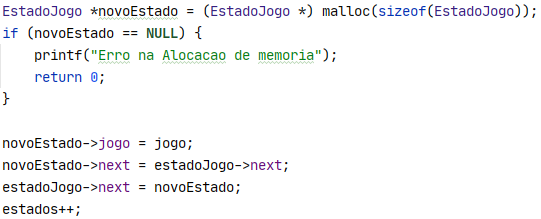 EstadoJogo *novoEstado = (EstadoJogo *) malloc(sizeof(EstadoJogo));
if (novoEstado == NULL) {
    printf("Erro na Alocacao de memoria");
    return 0;
}

novoEstado->jogo = jogo;
novoEstado->next = estadoJogo->next;
estadoJogo->next = novoEstado;
estados++;